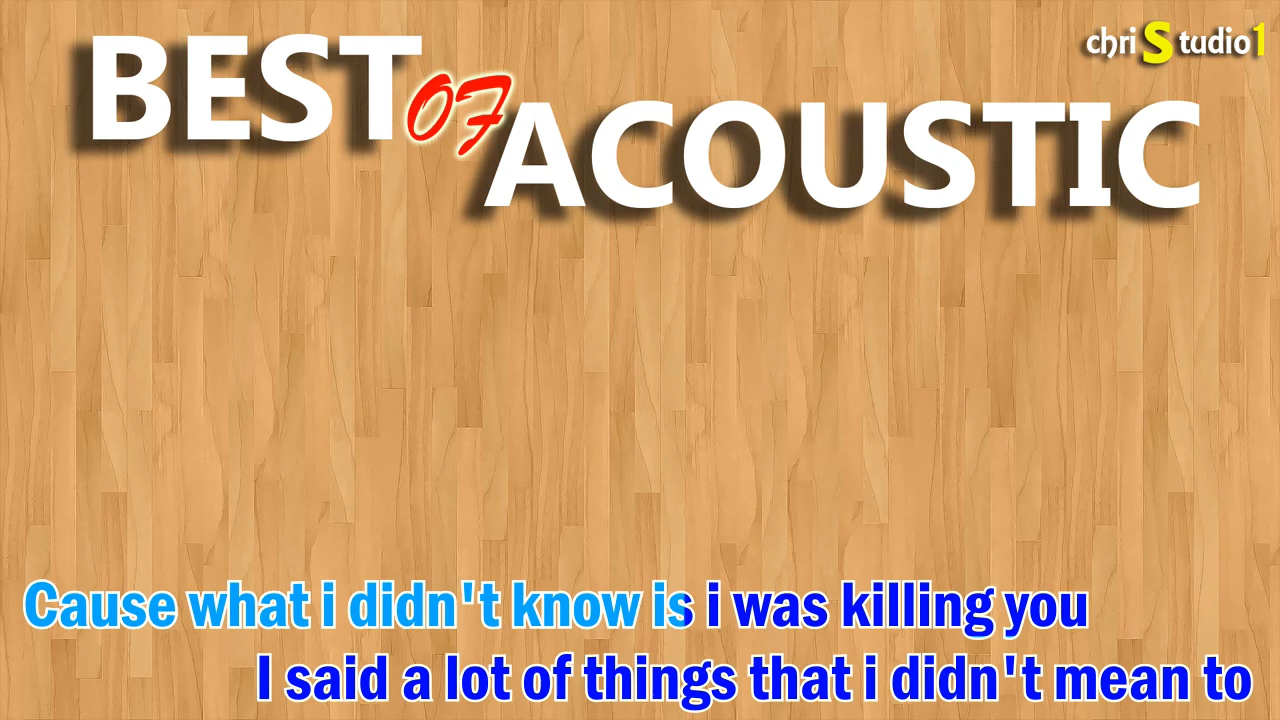 BEST OF ACOUSTIC
chriStudio1
Cause what i didn't know is i was killing you
I said a lot of things that i didn't mean to